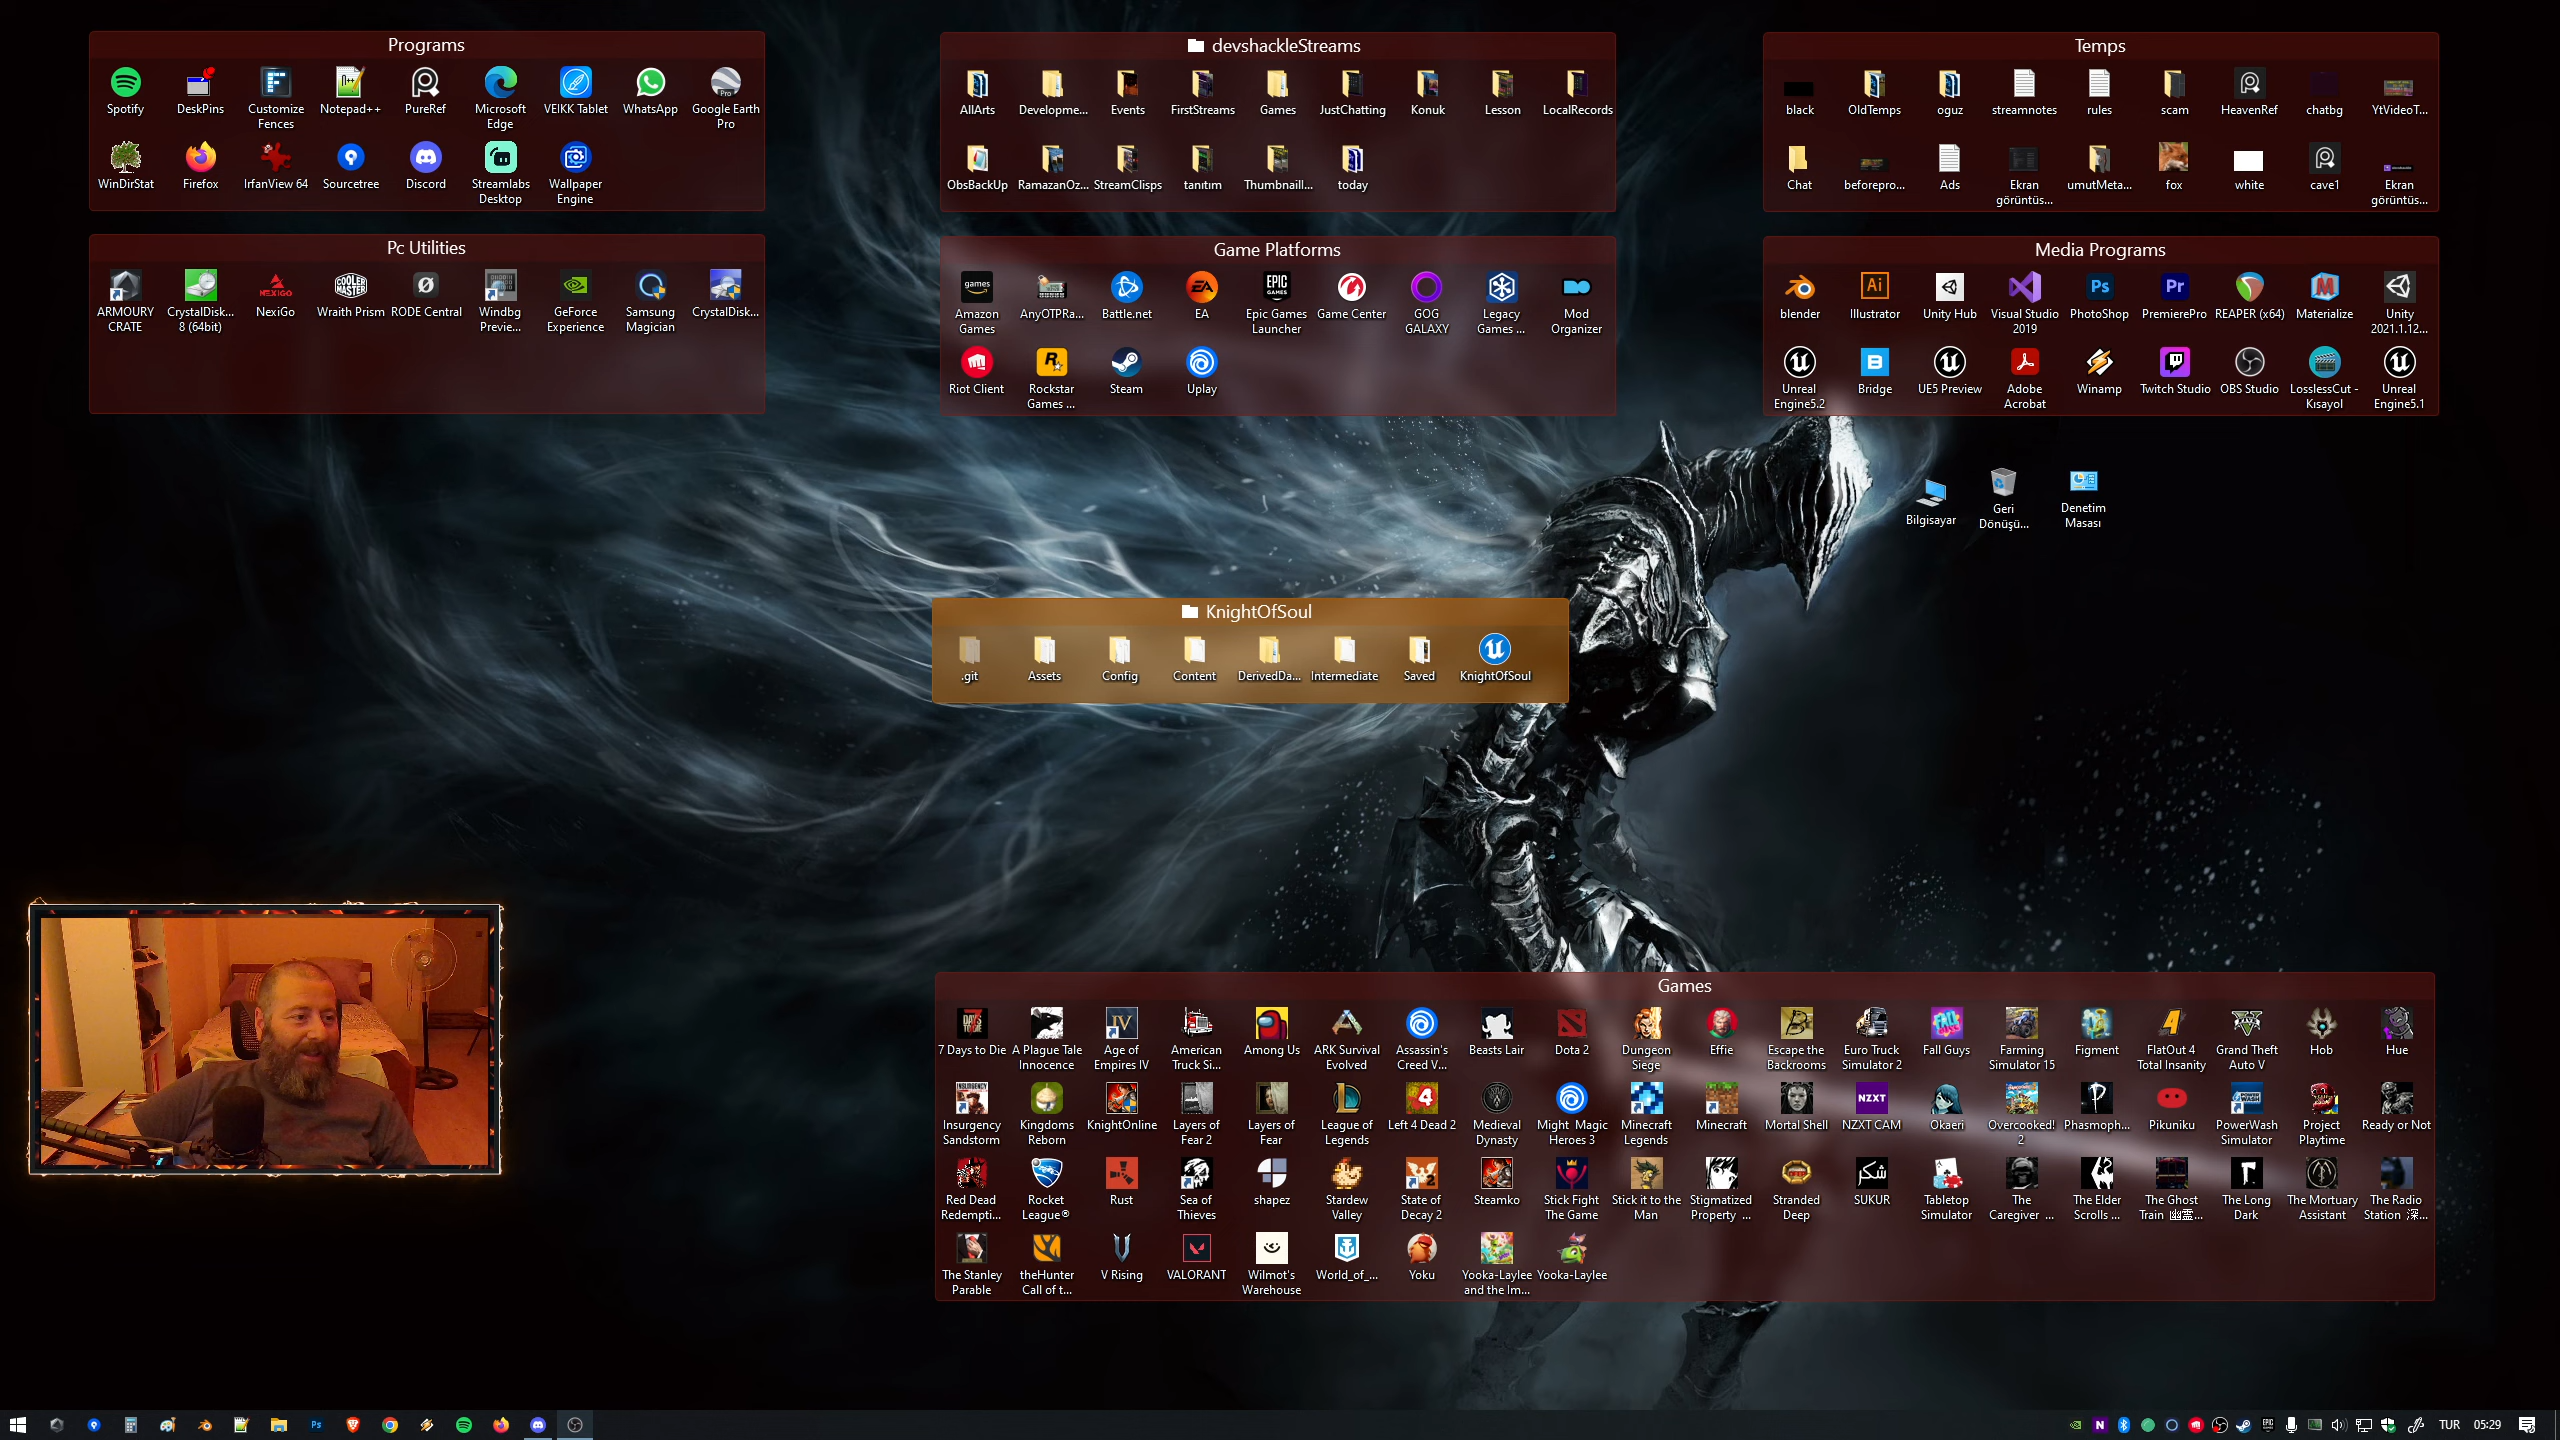 Programs
Spotify
DeskPins
Customize
Fences
Notepad++
PureRef
Microsoft
Edge
VEIKK Tablet
WhatsApp
Google Earth
Pro
WinDirStat
Firefox
IrfanView 64
Sourcetree
Discord
Streamlabs
Desktop
Wallpaper
Engine
Pc Utilities
ARMOURY
CRATE
CrystalDisk...
8 (64bit)
NexiGo
Wraith Prism
RODE Central
Windbg
Previe...
GeForce
Experience
Samsung
Magician
CrystalDisk...
devshackleStreams
AllArts
Developme...
Events
FirstStreams
Games
JustChatting
Konuk
Lesson
LocalRecords
ObsBackUp
RamazanOz...
StreamClisps
tanıtım
Thumbnaill...
today
Game Platforms
Amazon
Games
AnyOTPRa...
Battle.net
EA
Epic Games
Launcher
Game Center
GOG
GALAXY
Legacy
Games ...
Mod
Organizer
Riot Client
Rockstar
Games ...
Steam
Uplay
Temps
black
OldTemps
oguz
streamnotes
rules
scam
HeavenRef
chatbg
YtVideoT...
Chat
beforepro...
Ads
Ekran
görüntüs...
umutMeta...
fox
white
cave1
Ekran
görüntüs...
Media Programs
blender
Illustrator
Unity Hub
Visual Studio
2019
PhotoShop
PremierePro
REAPER (x64)
Materialize
Unity
2021.1.12...
Unreal
Engine5.2
Bridge
UE5 Preview
Adobe
Acrobat
Winamp
Twitch Studio
OBS Studio
LosslesCut -
Kısayol
Unreal
Engine5.1
Bilgisayar
Geri
Dönüşü...
Denetim
Masası
KnightOfSoul
.git
Assets
Config
Content
DerivedDa...
Intermediate
Saved
KnightOfSoul
Games
7 Days to Die
A Plague Tale
Innocence
Age of
Empires IV
American
Truck Si...
Among Us
ARK Survival
Evolved
Assassin's
Creed V...
Beasts Lair
Dota 2
Dungeon
Siege
Effie
Escape the
Backrooms
Euro Truck
Simulator 2
Fall Guys
Farming
Simulator 15
Figment
FlatOut 4
Total Insanity
Grand Theft
Auto V
Hob
Hue
Insurgency
Sandstorm
Kingdoms
Reborn
KnightOnline
Layers of
Fear 2
Layers of
Fear
League of
Legends
Left 4 Dead 2
Medieval
Dynasty
Might Magic
Heroes 3
Minecraft
Legends
Minecraft
Mortal Shell
NZXT CAM
Okaeri
Overcooked!
2
Phasmoph...
Pikuniku
PowerWash
Simulator
Project
Playtime
Ready or Not
Red Dead
Redempti...
Rocket
League®
Rust
Sea of
Thieves
shapez
Stardew
Valley
State of
Decay 2
Steamko
Stick Fight
The Game
Stick it to the
Man
Stigmatized
Property ...
Stranded
Deep
SUKUR
Tabletop
Simulator
The
Caregiver ...
The Elder
Scrolls ...
The Ghost
Train 幽霊...
The Long
Dark
The Mortuary
Assistant
The Radio
Station 深...
The Stanley
Parable
theHunter
Call of t...
V Rising
VALORANT
Wilmot's
Warehouse
World_of_...
Yoku
Yooka-Laylee
and the Im...
Yooka-Laylee
TUR
05:29